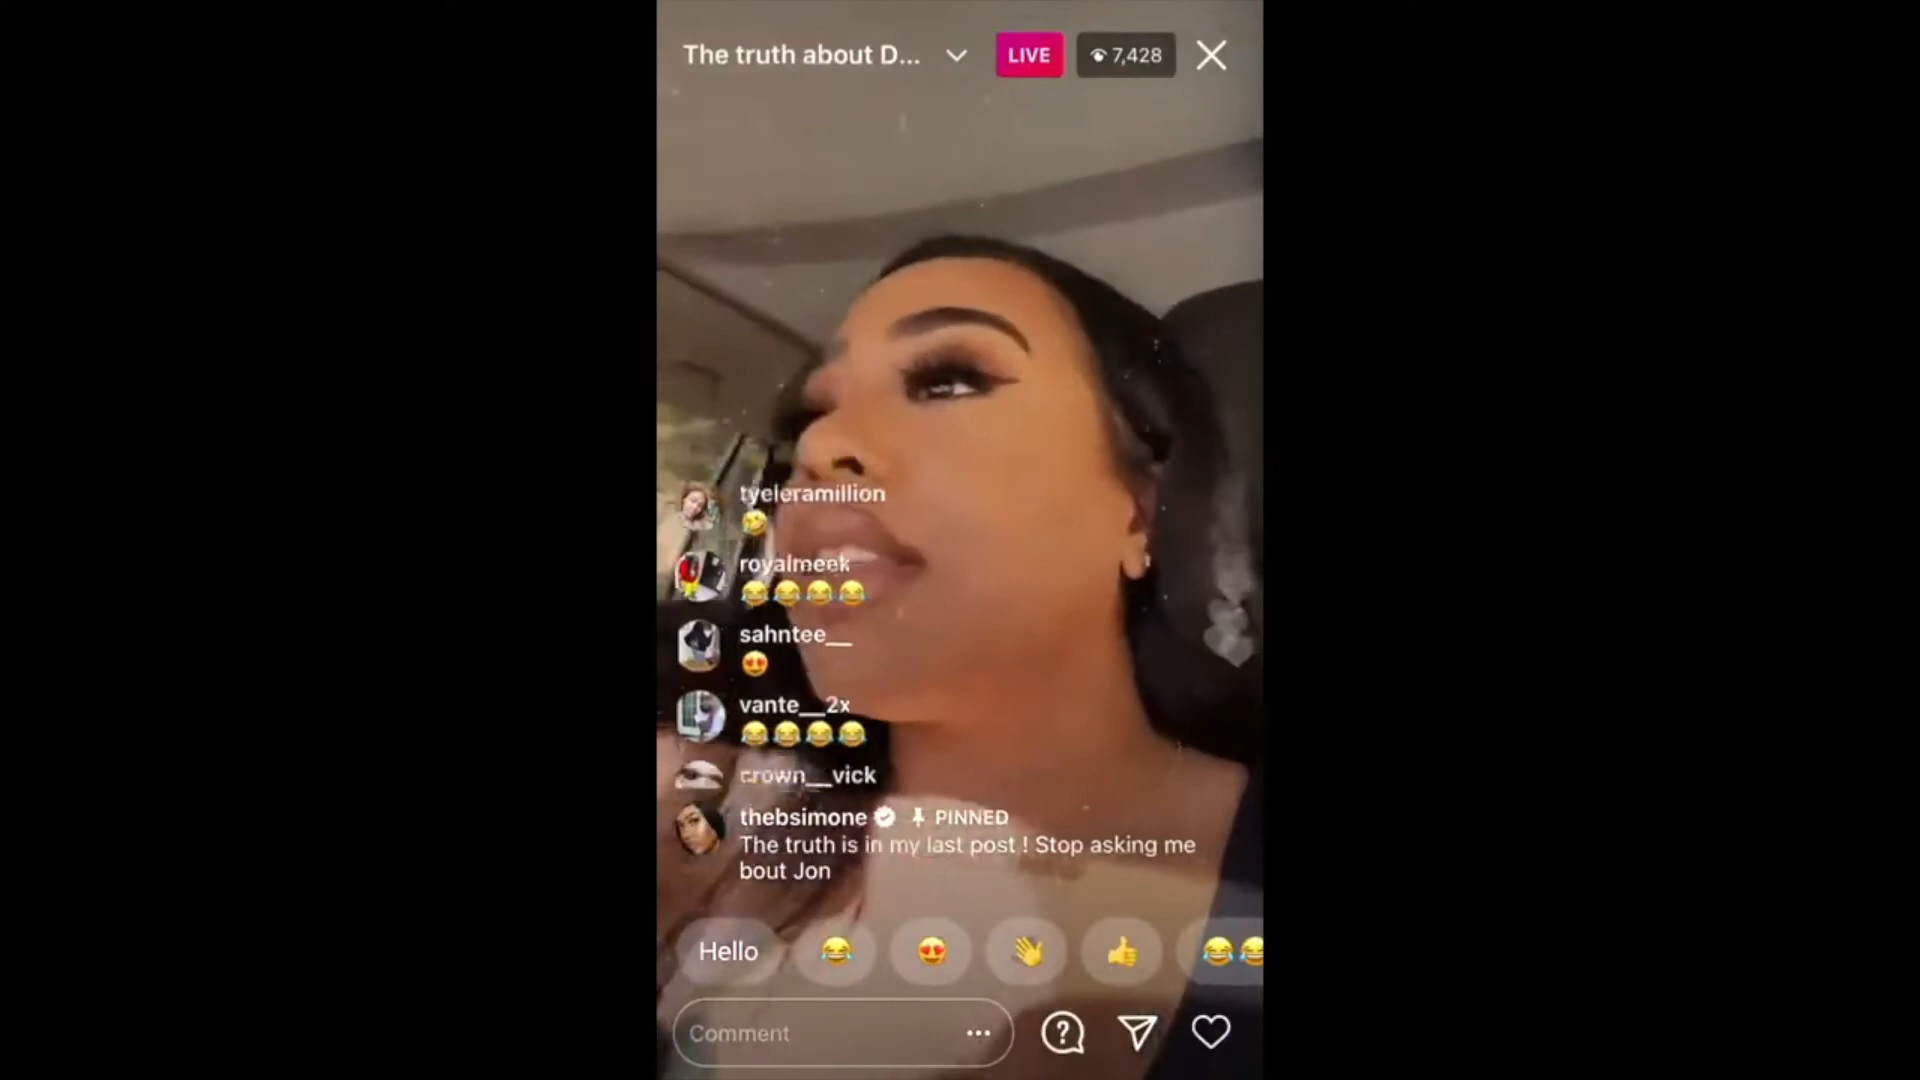 The truth about D...
LIVE
7,428
tyeleramillion
🤣
royalmeek
😂😂😂😂
sahntee__
😍
vante__2x
😂😂😂😂
crown__vick
thebsimone PINNED
The truth is in my last post ! Stop asking me
bout Jon
Hello 😂 😍 👋 👍 😂😂
Comment